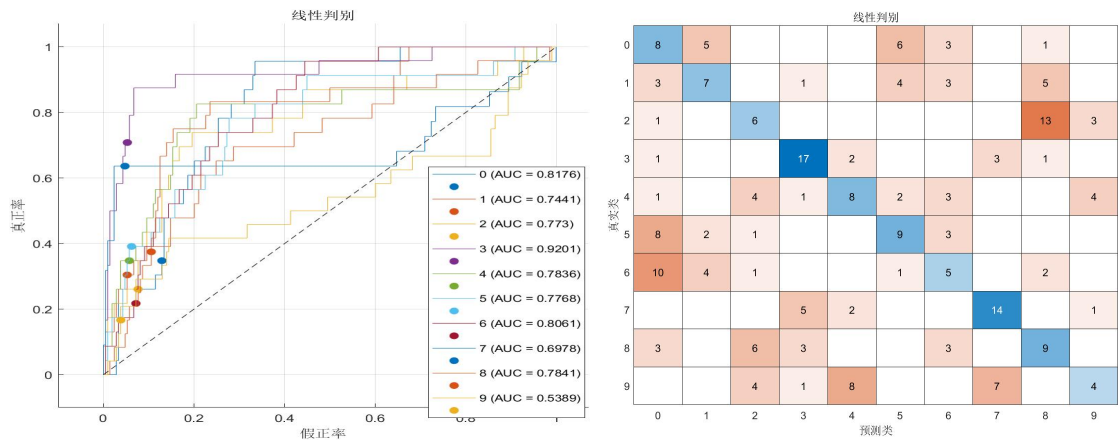 线性判别
1
0.8
0.6
0.4
0.2
0
真正率
0 0.2 0.4 0.6 0.8 1
假正率
0 (AUC = 0.8176)
1 (AUC = 0.7441)
2 (AUC = 0.773)
3 (AUC = 0.9201)
4 (AUC = 0.7836)
5 (AUC = 0.7768)
6 (AUC = 0.8061)
7 (AUC = 0.6978)
8 (AUC = 0.7841)
9 (AUC = 0.5389)
线性判别
真实类
0 8 5 6 3 1
1 3 7 1 4 3 5
2 1 6 13 3
3 1 17 2 3 1
4 1 4 1 8 2 3 4
5 8 2 1 9 3
6 10 4 1 1 5 2
7 5 2 14 1
8 3 6 3 3 9
9 4 1 8 7 4
0 1 2 3 4 5 6 7 8 9
预测类